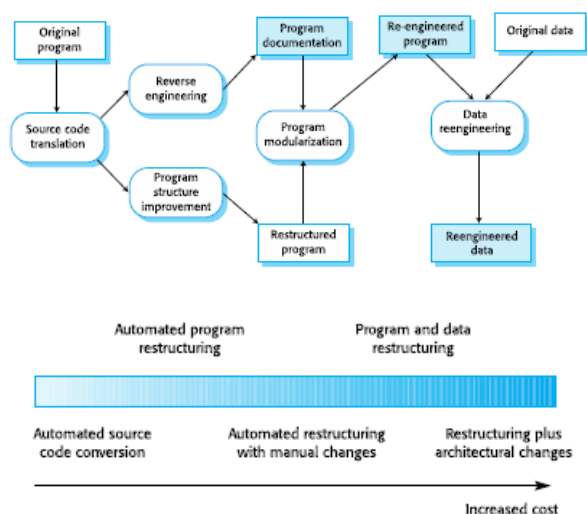 Original
program
Program
documentation
Re-engineered
program
Original data
Reverse
engineering
Source code
translation
Program
modularization
Data
reengineering
Program
structure
improvement
Restructured
program
Reengineered
data
Automated program
restructuring
Program and data
restructuring
Automated source
code conversion
Automated restructuring
with manual changes
Restructuring plus
architectural changes
Increased cost